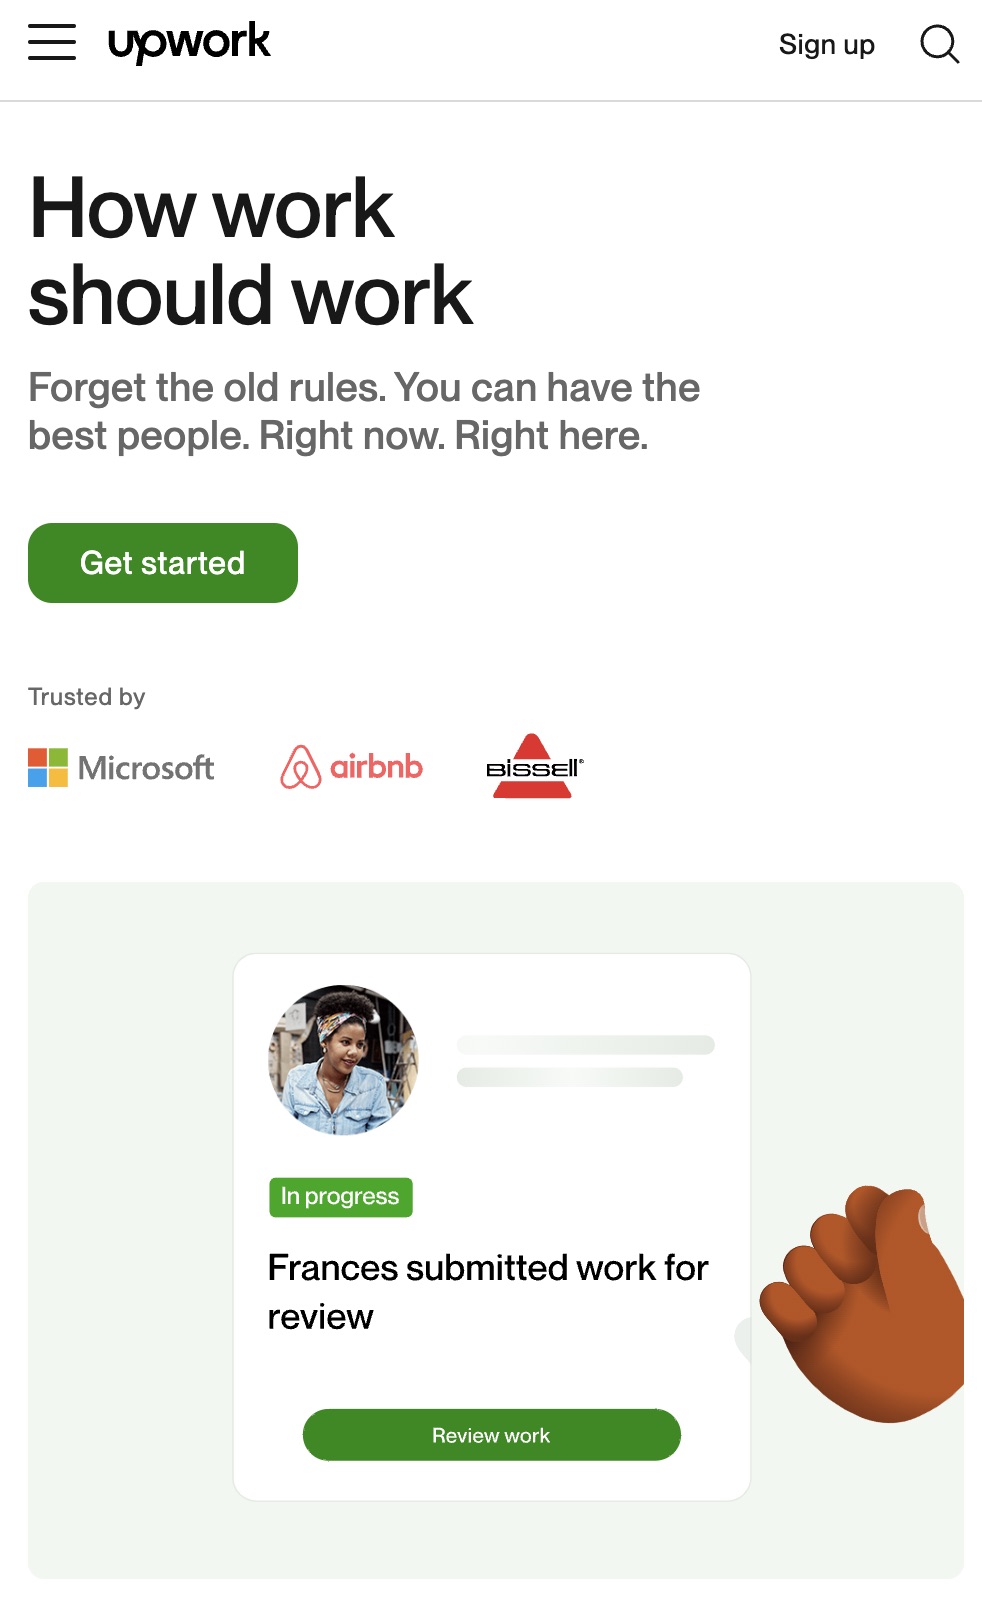 upwork
Sign up
How work
should work
Forget the old rules. You can have the
best people. Right now. Right here.
Get started
Trusted by
Microsoft
airbnb
BISSELL®
In progress
Frances submitted work for
review
Review work